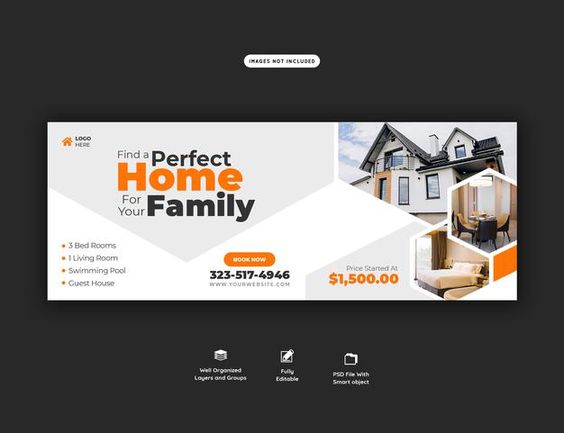 IMAGES NOT INCLUDED
LOGO
HERE
Find a Perfect
Home
For Your Family
3 Bed Rooms
1 Living Room
Swimming Pool
Guest House
BOOK NOW
323-517-4946
WWW.YOURWEBSITE.COM
Price Started At
$1,500.00
Well Organized
Layers and Groups
Fully
Editable
PSD File With
Smart object